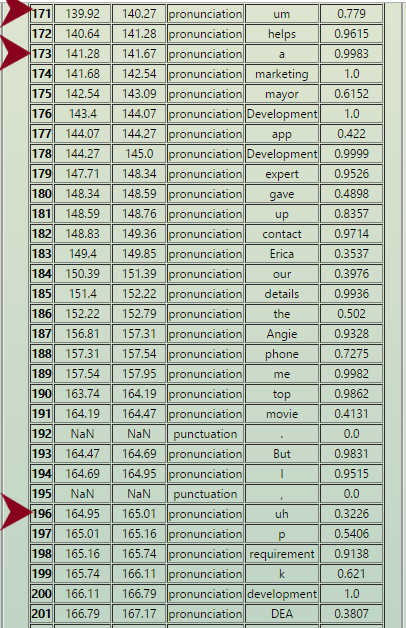 171 139.92 140.27 pronunciation um 0.779
172 140.64 141.28 pronunciation helps 0.9615
173 141.28 141.67 pronunciation a 0.9983
174 141.68 142.54 pronunciation marketing 1.0
175 142.54 143.09 pronunciation mayor 0.6152
176 143.4 144.07 pronunciation Development 1.0
177 144.07 144.27 pronunciation app 0.422
178 144.27 145.0 pronunciation Development 0.9999
179 147.71 148.34 pronunciation expert 0.9526
180 148.34 148.59 pronunciation gave 0.4898
181 148.59 148.76 pronunciation up 0.8357
182 148.83 149.36 pronunciation contact 0.9714
183 149.4 149.85 pronunciation Erica 0.3537
184 150.39 151.39 pronunciation our 0.3976
185 151.4 152.22 pronunciation details 0.9936
186 152.22 152.79 pronunciation the 0.502
187 156.81 157.31 pronunciation Angie 0.9328
188 157.31 157.54 pronunciation phone 0.7275
189 157.54 157.95 pronunciation me 0.9982
190 163.74 164.19 pronunciation top 0.9862
191 164.19 164.47 pronunciation movie 0.4131
192 NaN NaN punctuation . 0.0
193 164.47 164.69 pronunciation But 0.9831
194 164.69 164.95 pronunciation I 0.9515
195 NaN NaN punctuation , 0.0
196 164.95 165.01 pronunciation uh 0.3226
197 165.01 165.16 pronunciation p 0.5406
198 165.16 165.74 pronunciation requirement 0.9138
199 165.74 166.11 pronunciation k 0.621
200 166.11 166.79 pronunciation development 1.0
201 166.79 167.17 pronunciation DEA 0.3807